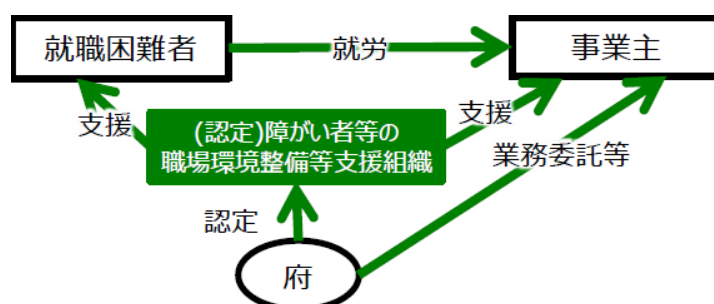 就職困難者
就労
事業主
支援
(認定)障がい者等の
職場環境整備等支援組織
支援
業務委託等
認定
府